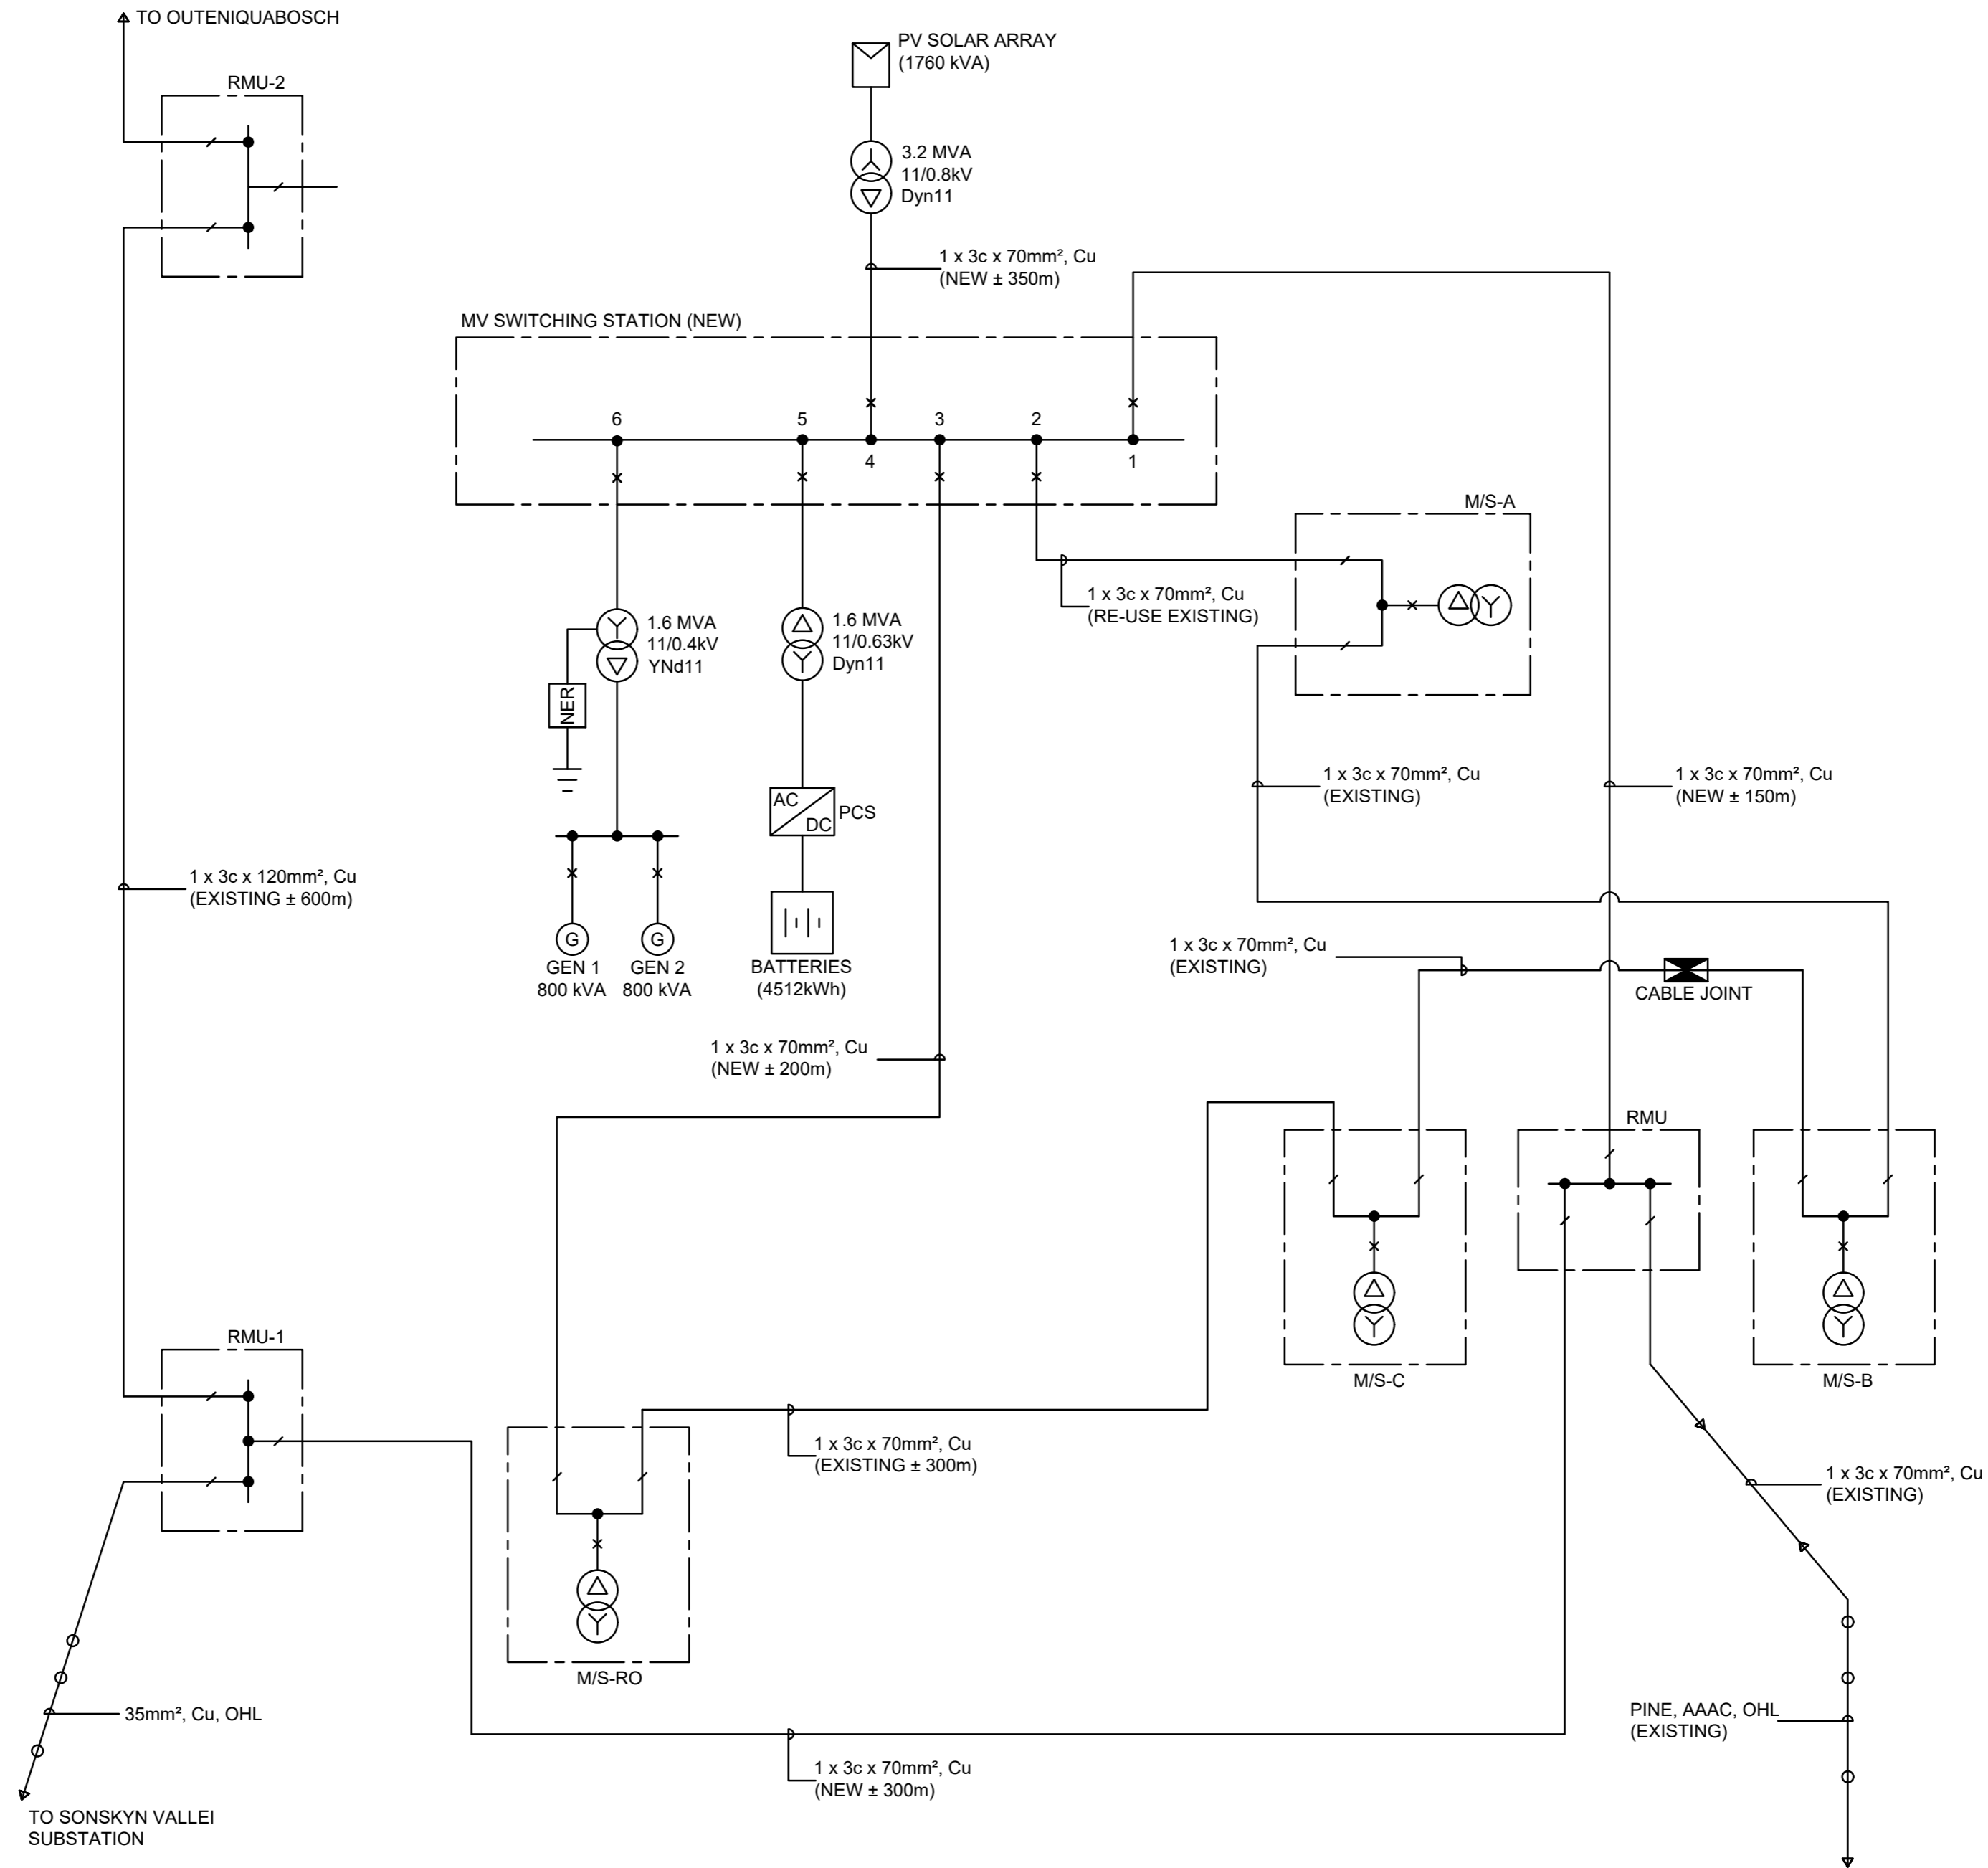 TO OUTENIQUABOSCH
PV SOLAR ARRAY
(1760 kVA)
RMU-2
3.2 MVA
11/0.8kV
Dyn11
1 x 3c x 70mm², Cu
(NEW ± 350m)
MV SWITCHING STATION (NEW)
6
5
3
2
4
1
M/S-A
1 x 3c x 70mm², Cu
(RE-USE EXISTING)
1.6 MVA
11/0.4kV
YNd11
1.6 MVA
11/0.63kV
Dyn11
NER
AC
DC
PCS
1 x 3c x 70mm², Cu
(EXISTING)
1 x 3c x 70mm², Cu
(NEW ± 150m)
1 x 3c x 120mm², Cu
(EXISTING ± 600m)
G
G
GEN 1
800 kVA
GEN 2
800 kVA
BATTERIES
(4512kWh)
1 x 3c x 70mm², Cu
(EXISTING)
CABLE JOINT
1 x 3c x 70mm², Cu
(NEW ± 200m)
RMU
RMU-1
M/S-C
M/S-B
1 x 3c x 70mm², Cu
(EXISTING ± 300m)
1 x 3c x 70mm², Cu
(EXISTING)
M/S-RO
35mm², Cu, OHL
PINE, AAAC, OHL
(EXISTING)
1 x 3c x 70mm², Cu
(NEW ± 300m)
TO SONSKYN VALLEI
SUBSTATION